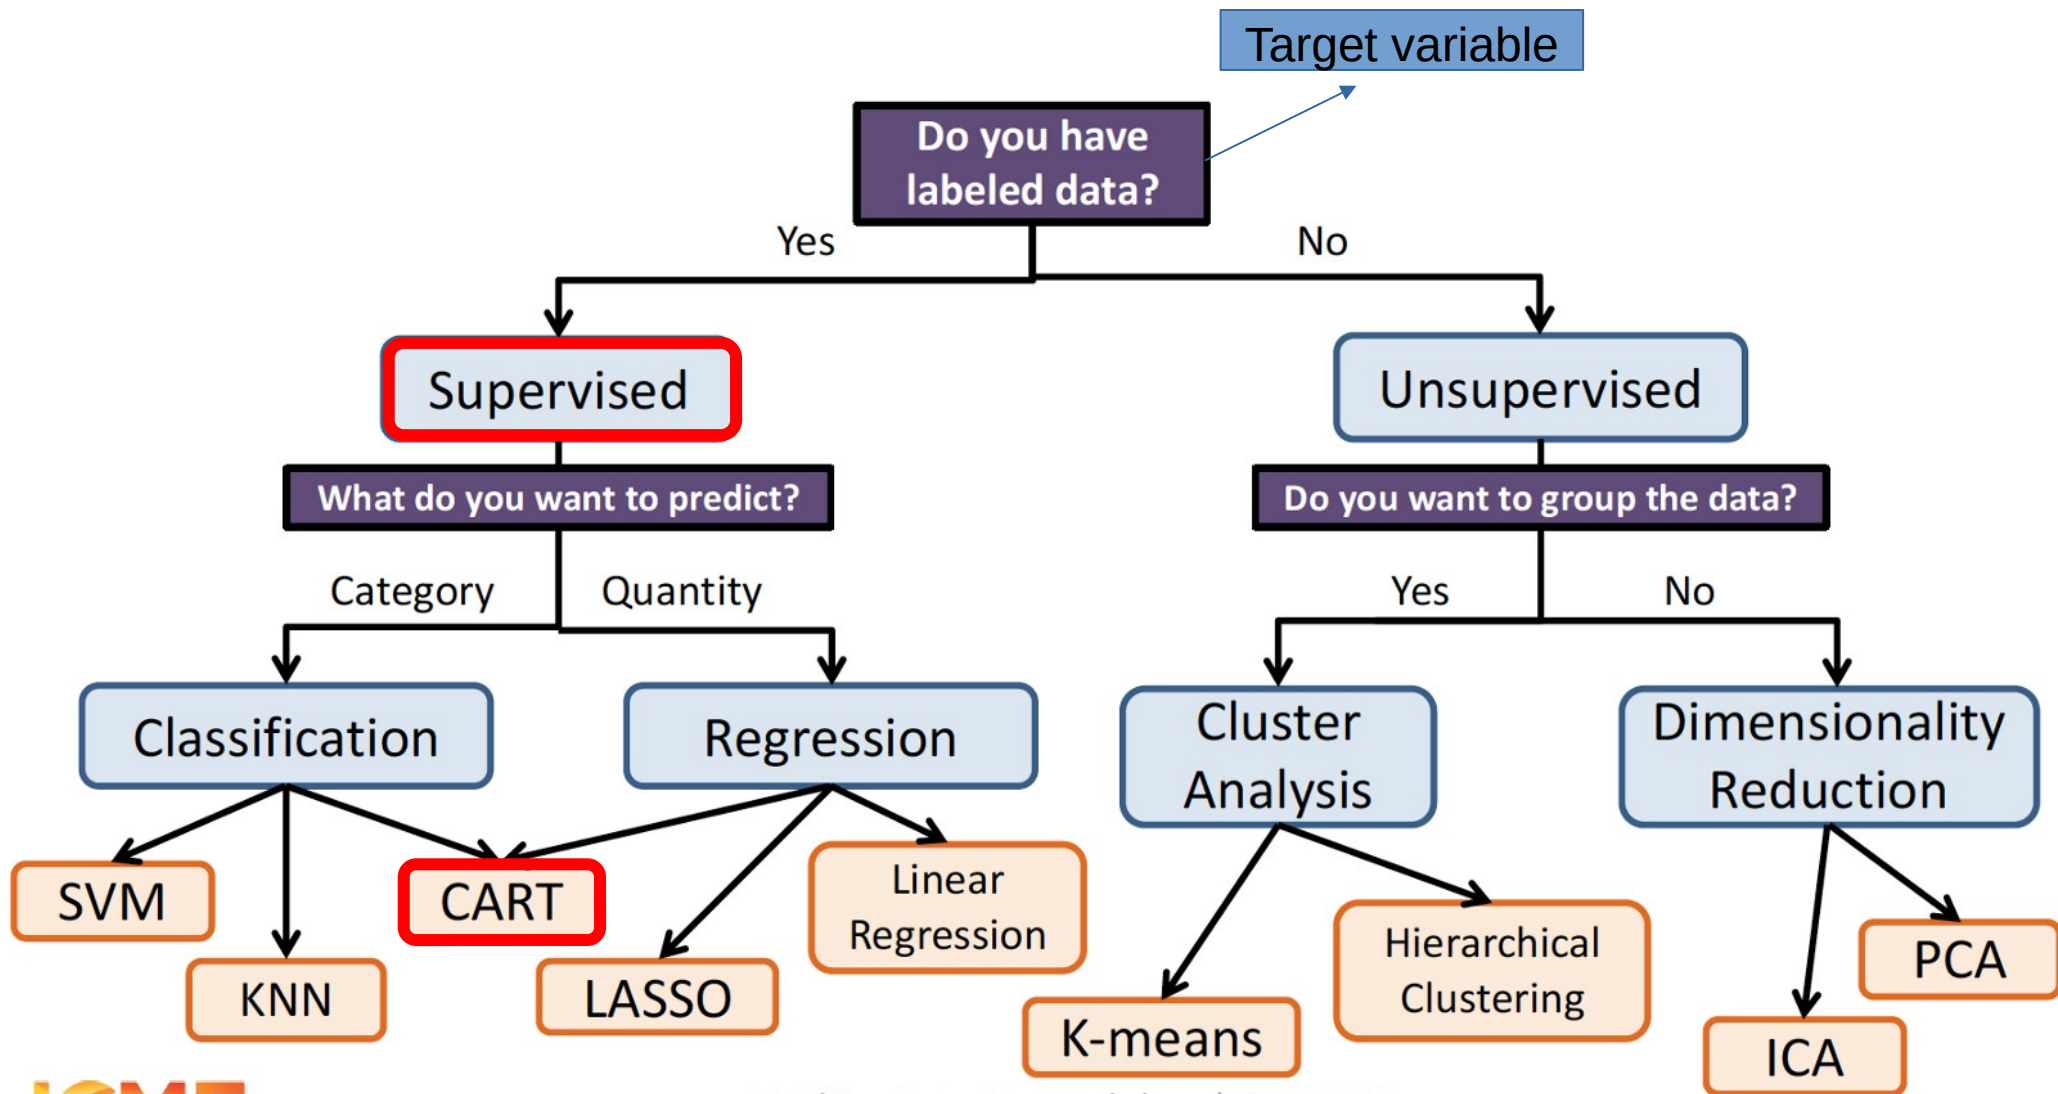 Target variable
Do you have
labeled data?
Yes
No
Supervised
Unsupervised
What do you want to predict?
Do you want to group the data?
Category
Quantity
Yes
No
Classification
Regression
Cluster
Analysis
Dimensionality
Reduction
SVM
KNN
CART
LASSO
Linear
Regression
K-means
Hierarchical
Clustering
ICA
PCA